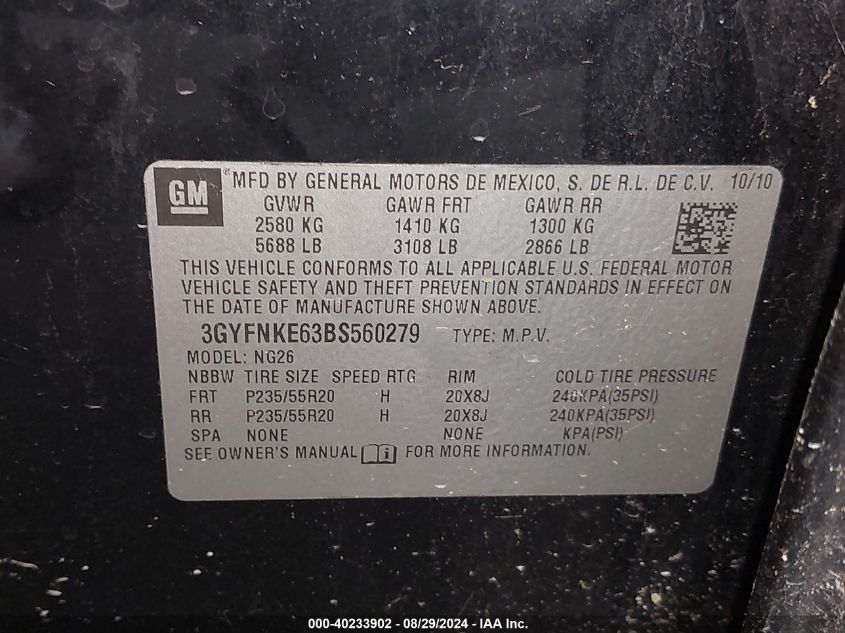 GM ® MFD BY GENERAL MOTORS DE MEXICO, S. DE R.L. DE C.V. 10/10
GVWR GAWR FRT GAWR RR
2580 KG 1410 KG 1300 KG
5688 LB 3108 LB 2866 LB
THIS VEHICLE CONFORMS TO ALL APPLICABLE U.S. FEDERAL MOTOR
VEHICLE SAFETY AND THEFT PREVENTION STANDARDS IN EFFECT ON
THE DATE OF MANUFACTURE SHOWN ABOVE.
3GYFNKE63BS560279 TYPE: M.P.V.
MODEL: NG26
NBBW TIRE SIZE SPEED RTG RIM COLD TIRE PRESSURE
FRT P235/55R20 H 20X8J 240KPA(35PSI)
RR P235/55R20 H 20X8J 240KPA(35PSI)
SPA NONE NONE KPA(PSI)
SEE OWNER'S MANUAL FOR MORE INFORMATION.
000-40233902 - 08/29/2024 - IAA Inc.